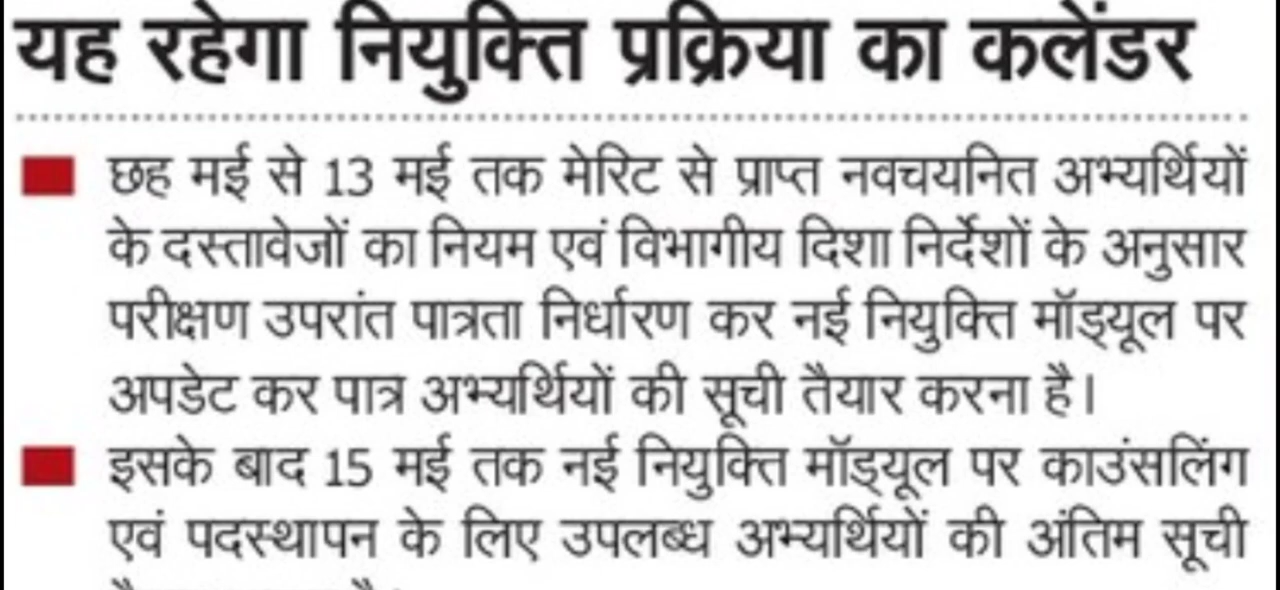 यह रहेगा नियुक्ति प्रक्रिया का कलेंडर
छह मई से 13 मई तक मेरिट से प्राप्त नवचयनित अभ्यर्थियों
के दस्तावेजों का नियम एवं विभागीय दिशा निर्देशों के अनुसार
परीक्षण उपरांत पात्रता निर्धारण कर नई नियुक्ति मॉड्यूल पर
अपडेट कर पात्र अभ्यर्थियों की सूची तैयार करना है।
इसके बाद 15 मई तक नई नियुक्ति मॉड्यूल पर काउंसलिंग
एवं पदस्थापन के लिए उपलब्ध अभ्यर्थियों की अंतिम सूची